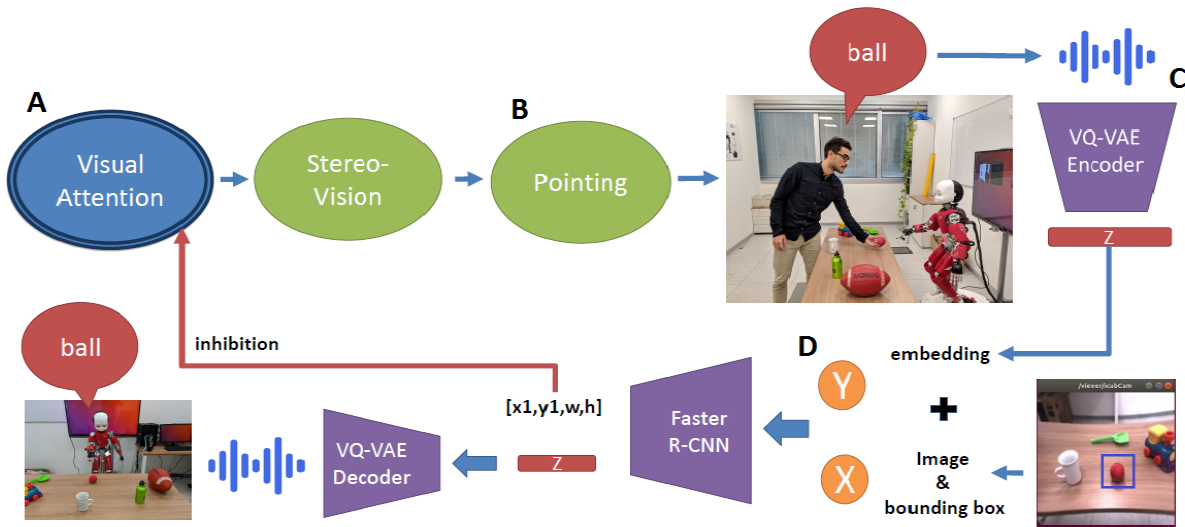 A
Visual
Attention
Stereo-
Vision
B
Pointing
ball
C
VQ-VAE
Encoder
Z
embedding
D
Y
X
Image
&
bounding box
/viewer/icubCam
Faster
R-CNN
[x1,y1,w,h]
Z
VQ-VAE
Decoder
inhibition
ball